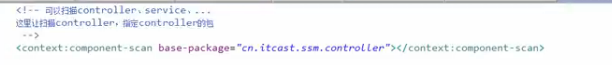 <!-- 可以扫描controller、service、...
这里让扫描controller，指定controller的包
-->
<context:component-scan base-package="cn.itcast.ssm.controller"></context:component-scan>